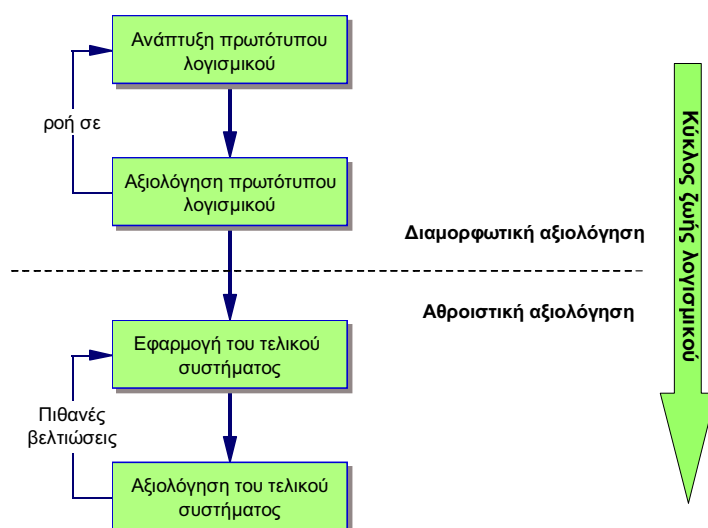 Ανάπτυξη πρωτότυπου
λογισμικού
ροή σε
Αξιολόγηση πρωτότυπου
λογισμικού
Διαμορφωτική αξιολόγηση
Αθροιστική αξιολόγηση
Εφαρμογή του τελικού
συστήματος
Πιθανές
βελτιώσεις
Αξιολόγηση του τελικού
συστήματος
Κύκλος ζωής λογισμικού